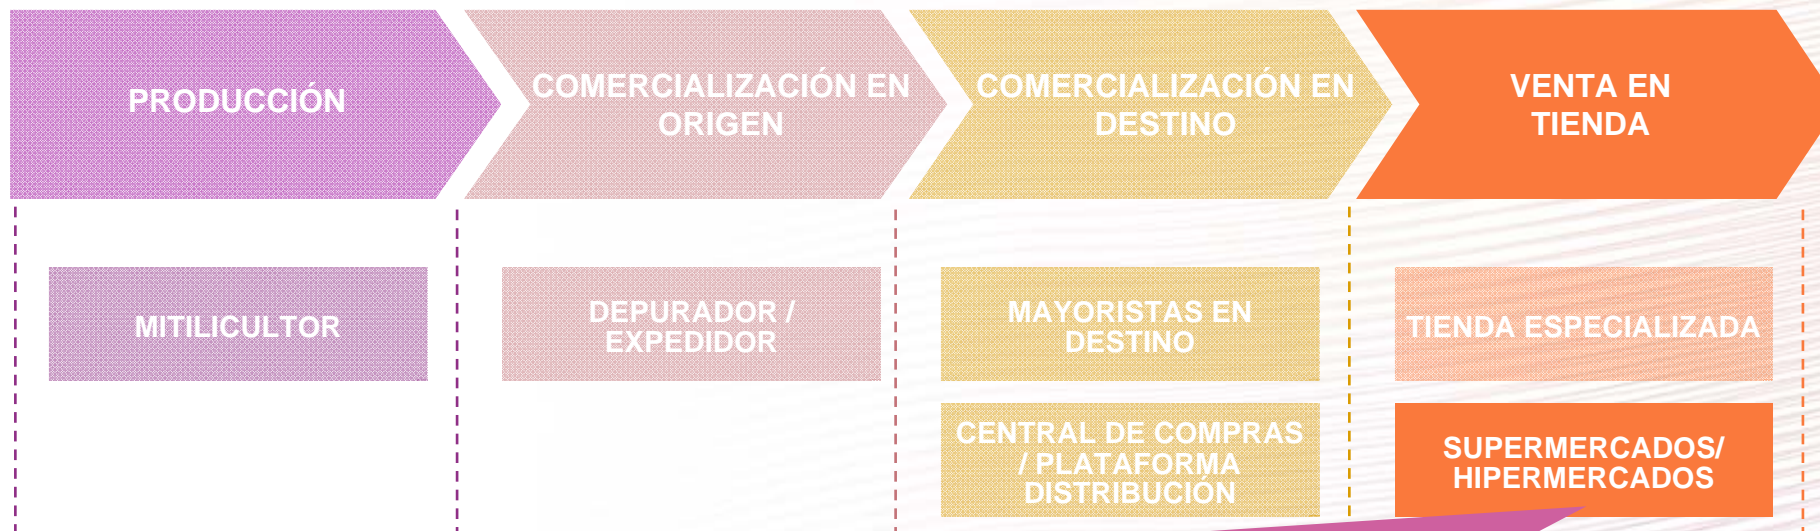 PRODUCCIÓN
COMERCIALIZACIÓN EN
ORIGEN
COMERCIALIZACIÓN EN
DESTINO
VENTA EN
TIENDA
MITILICULTOR
DEPURADOR /
EXPEDIDOR
MAYORISTAS EN
DESTINO
TIENDA ESPECIALIZADA
CENTRAL DE COMPRAS
/ PLATAFORMA
DISTRIBUCIÓN
SUPERMERCADOS/
HIPERMERCADOS